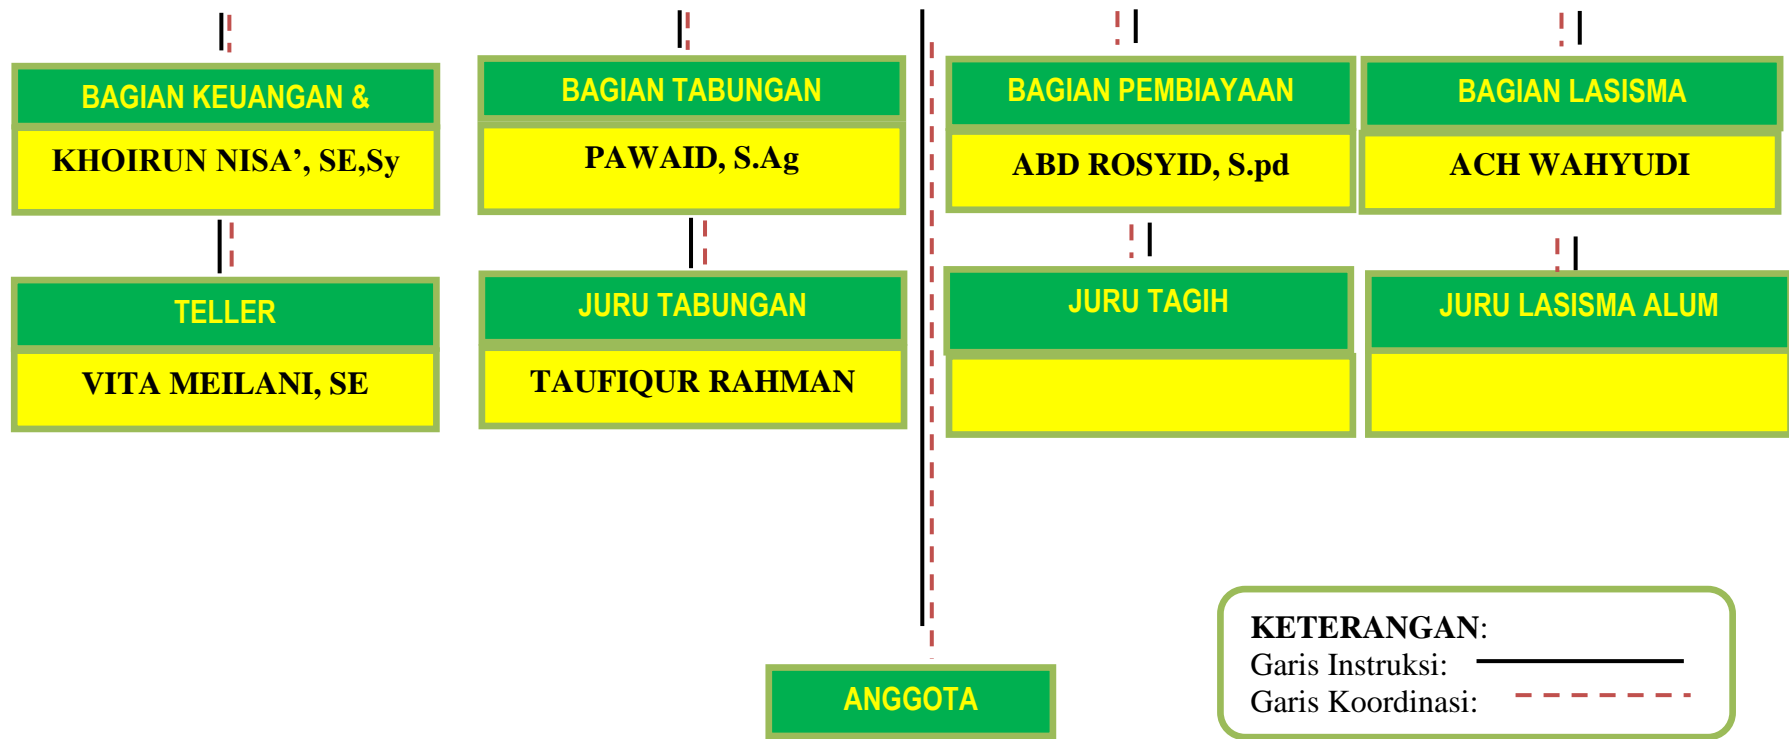 BAGIAN KEUANGAN &
KHOIRUN NISA’, SE,Sy
BAGIAN TABUNGAN
PAWAID, S.Ag
BAGIAN PEMBIAYAAN
ABD ROSYID, S.pd
BAGIAN LASISMA
ACH WAHYUDI
TELLER
VITA MEILANI, SE
JURU TABUNGAN
TAUFIQUR RAHMAN
JURU TAGIH
JURU LASISMA ALUM
ANGGOTA
KETERANGAN:
Garis Instruksi:
Garis Koordinasi: